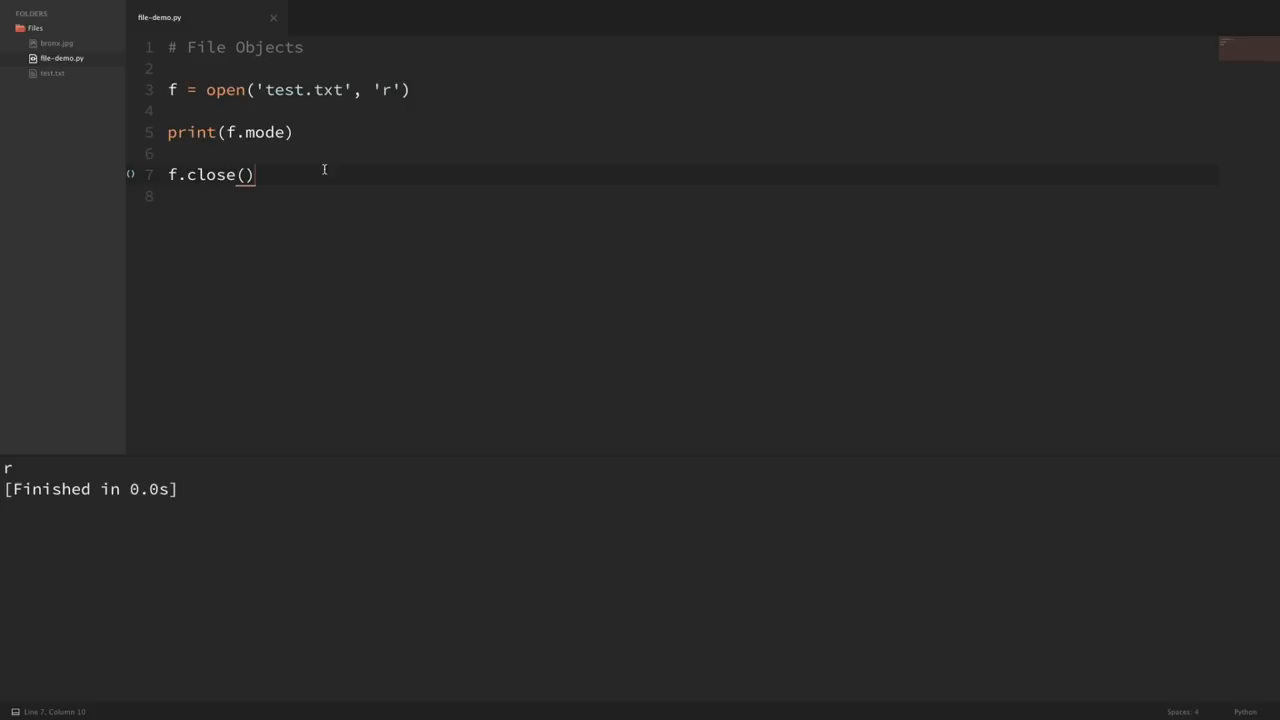 FOLDERS
Files
bronx.jpg
file-demo.py
test.txt
file-demo.py
1 # File Objects
2
3 f = open('test.txt', 'r')
4
5 print(f.mode)
6
7 f.close()
8
r
[Finished in 0.0s]
Line 7, Column 10
Spaces: 4
Python